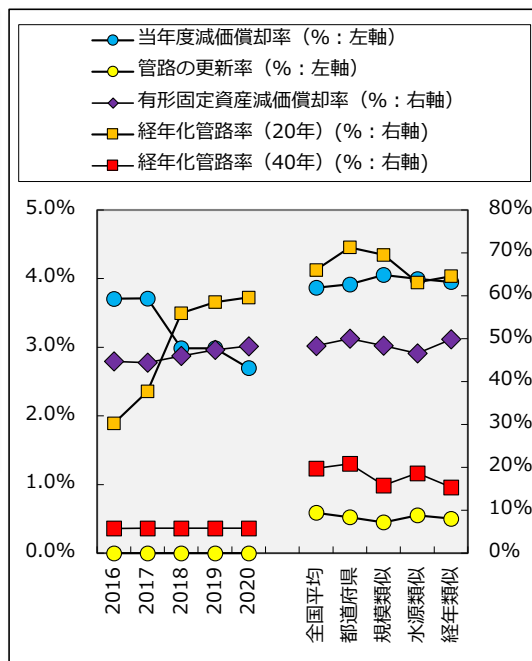 当年度減価償却率（%：左軸）
管路の更新率（%：左軸）
有形固定資産減価償却率（%：右軸）
経年化管路率（20年）(%：右軸)
経年化管路率（40年）(%：右軸)
5.0%
4.0%
3.0%
2.0%
1.0%
0.0%
80%
70%
60%
50%
40%
30%
20%
10%
0%
2016
2017
2018
2019
2020
全国平均
都道府県
規模類似
水源類似
経年類似